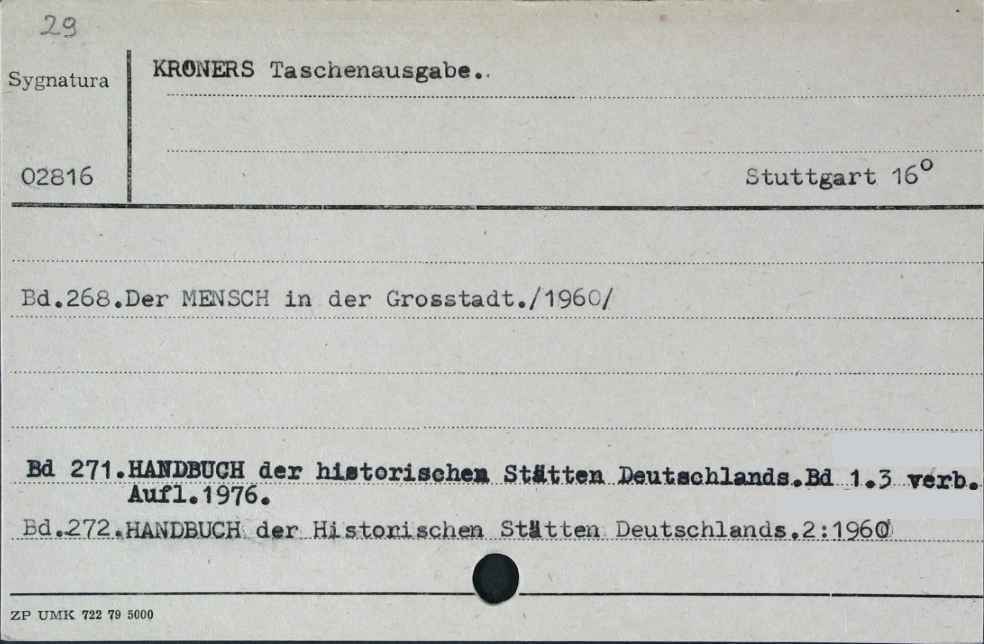 29
Sygnatura
KRONERS Taschenausgabe.
02816
Stuttgart 16°
Bd.268.Der MENSCH in der Grosstadt./1960/
Bd 271.HANDBUCH der historischen Stätten Deutschlands.Bd 1.3 verb.
Aufl.1976.
Bd.272.HANDBUCH der Historischen Stätten Deutschlands.2:1960
ZP UMK 722 79 5000